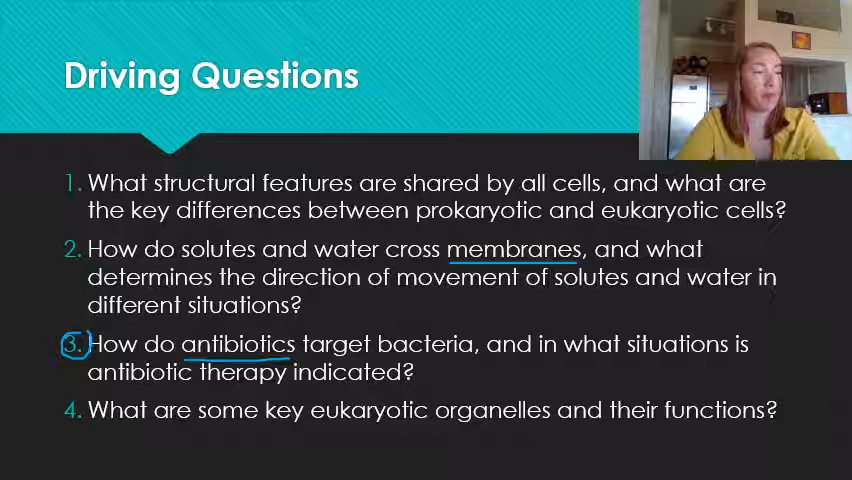 Driving Questions
1. What structural features are shared by all cells, and what are
the key differences between prokaryotic and eukaryotic cells?
2. How do solutes and water cross membranes, and what
determines the direction of movement of solutes and water in
different situations?
3. How do antibiotics target bacteria, and in what situations is
antibiotic therapy indicated?
4. What are some key eukaryotic organelles and their functions?